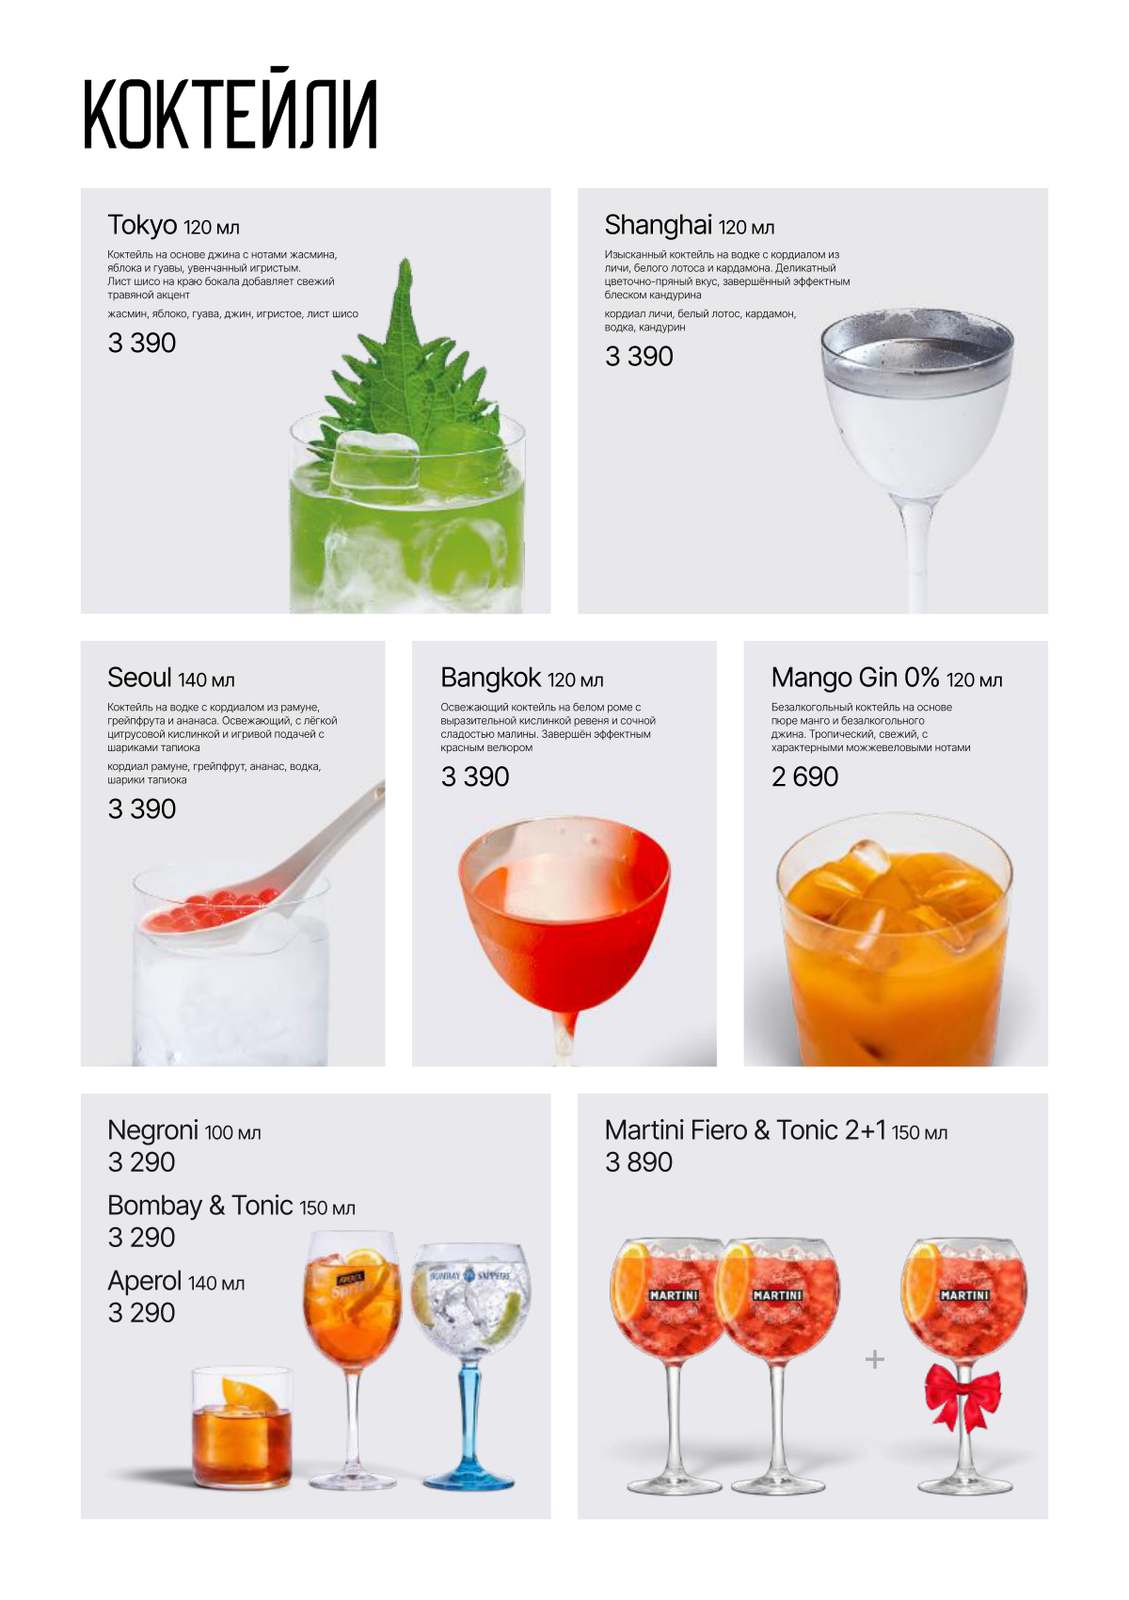 КОКТЕЙЛИ
Tokyo 120 мл
Коктейль на основе джина с нотами жасмина,
яблока и гуавы, увенчанный игристым.
Лист шисо на краю бокала добавляет свежий
травяной акцент
жасмин, яблоко, гуава, джин, игристое, лист шисо
3 390
Shanghai 120 мл
Изысканный коктейль на водке с кордиалом из
личи, белого лотоса и кардамона. Деликатный
цветочно-пряный вкус, завершённый эффектным
блеском кандурина
кордиал личи, белый лотос, кардамон,
водка, кандурин
3 390
Seoul 140 мл
Коктейль на водке с кордиалом из рамуне,
грейпфрута и ананаса. Освежающий, с лёгкой
цитрусовой кислинкой и игривой подачей с
шариками тапиока
кордиал рамуне, грейпфрут, ананас, водка,
шарики тапиока
3 390
Bangkok 120 мл
Освежающий коктейль на белом роме с
выразительной кислинкой ревеня и сочной
сладостью малины. Завершён эффектным
красным велюром
3 390
Mango Gin 0% 120 мл
Безалкогольный коктейль на основе
пюре манго и безалкогольного
джина. Тропический, свежий, с
характерными можжевеловыми нотами
2 690
Negroni 100 мл
3 290
Bombay & Tonic 150 мл
3 290
Aperol 140 мл
3 290
APEROL
Spritz
BOMBAY SAPPHIRE
Martini Fiero & Tonic 2+1 150 мл
3 890
MARTINI
MARTINI
+
MARTINI